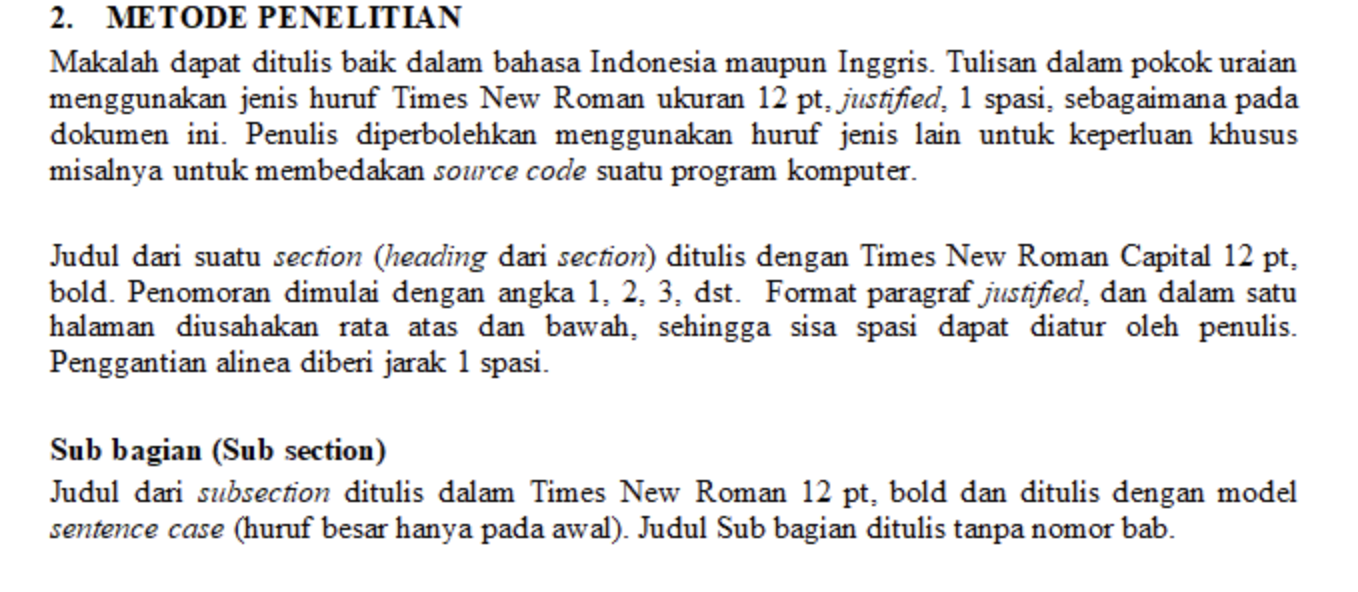 2. METODE PENELITIAN
Makalah dapat ditulis baik dalam bahasa Indonesia maupun Inggris. Tulisan dalam pokok uraian
menggunakan jenis huruf Times New Roman ukuran 12 pt, justified, 1 spasi, sebagaimana pada
dokumen ini. Penulis diperbolehkan menggunakan huruf jenis lain untuk keperluan khusus
misalnya untuk membedakan source code suatu program komputer.
Judul dari suatu section (heading dari section) ditulis dengan Times New Roman Capital 12 pt,
bold. Penomoran dimulai dengan angka 1, 2, 3, dst. Format paragraf justified, dan dalam satu
halaman diusahakan rata atas dan bawah, sehingga sisa spasi dapat diatur oleh penulis.
Penggantian alinea diberi jarak 1 spasi.
Sub bagian (Sub section)
Judul dari subsection ditulis dalam Times New Roman 12 pt, bold dan ditulis dengan model
sentence case (huruf besar hanya pada awal). Judul Sub bagian ditulis tanpa nomor bab.